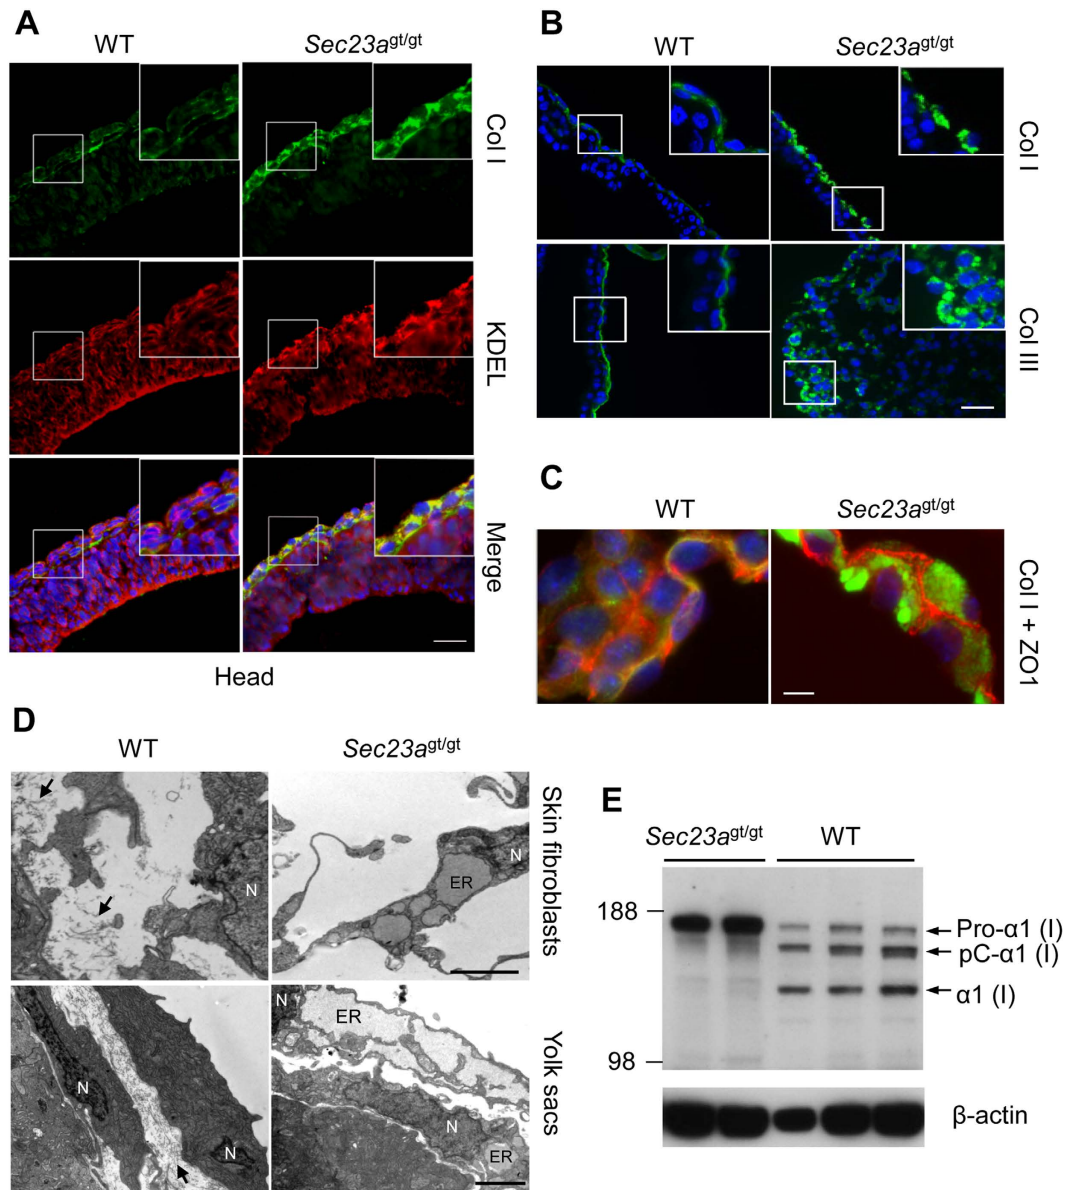 A
WT
Sec23a^gt/gt
Col I
KDEL
Merge
Head
B
WT
Sec23a^gt/gt
Col I
Col III
C
WT
Sec23a^gt/gt
Col I + ZO1
D
WT
Sec23a^gt/gt
Skin fibroblasts
N
ER
N
Yolk sacs
N
N
N
ER
N
ER
E
Sec23a^gt/gt
WT
188
98
Pro-α1 (I)
pC-α1 (I)
α1 (I)
β-actin